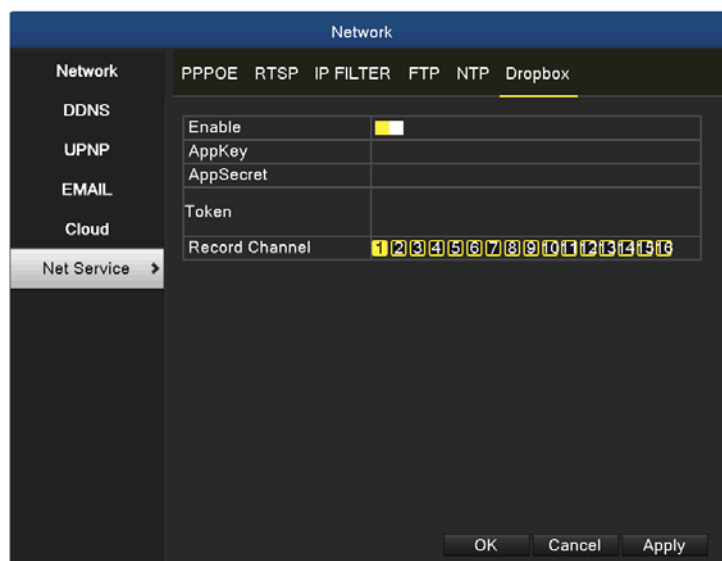 Network
Network
DDNS
UPNP
EMAIL
Cloud
Net Service
PPPOE RTSP IP FILTER FTP NTP Dropbox
Enable
AppKey
AppSecret
Token
Record Channel 1 2 3 4 5 6 7 8 9 10 11 12 13 14 15 16
OK Cancel Apply